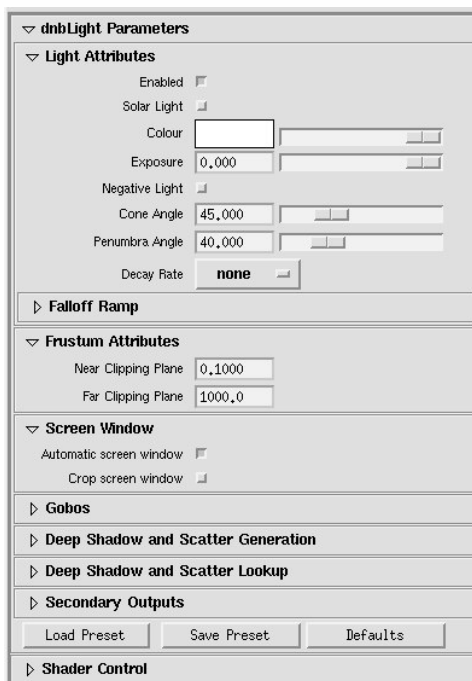 dnbLight Parameters
Light Attributes
Enabled
Solar Light
Colour
Exposure 0.000
Negative Light
Cone Angle 45.000
Penumbra Angle 40.000
Decay Rate none
Falloff Ramp
Frustum Attributes
Near Clipping Plane 0.1000
Far Clipping Plane 1000.0
Screen Window
Automatic screen window
Crop screen window
Gobos
Deep Shadow and Scatter Generation
Deep Shadow and Scatter Lookup
Secondary Outputs
Load Preset Save Preset Defaults
Shader Control